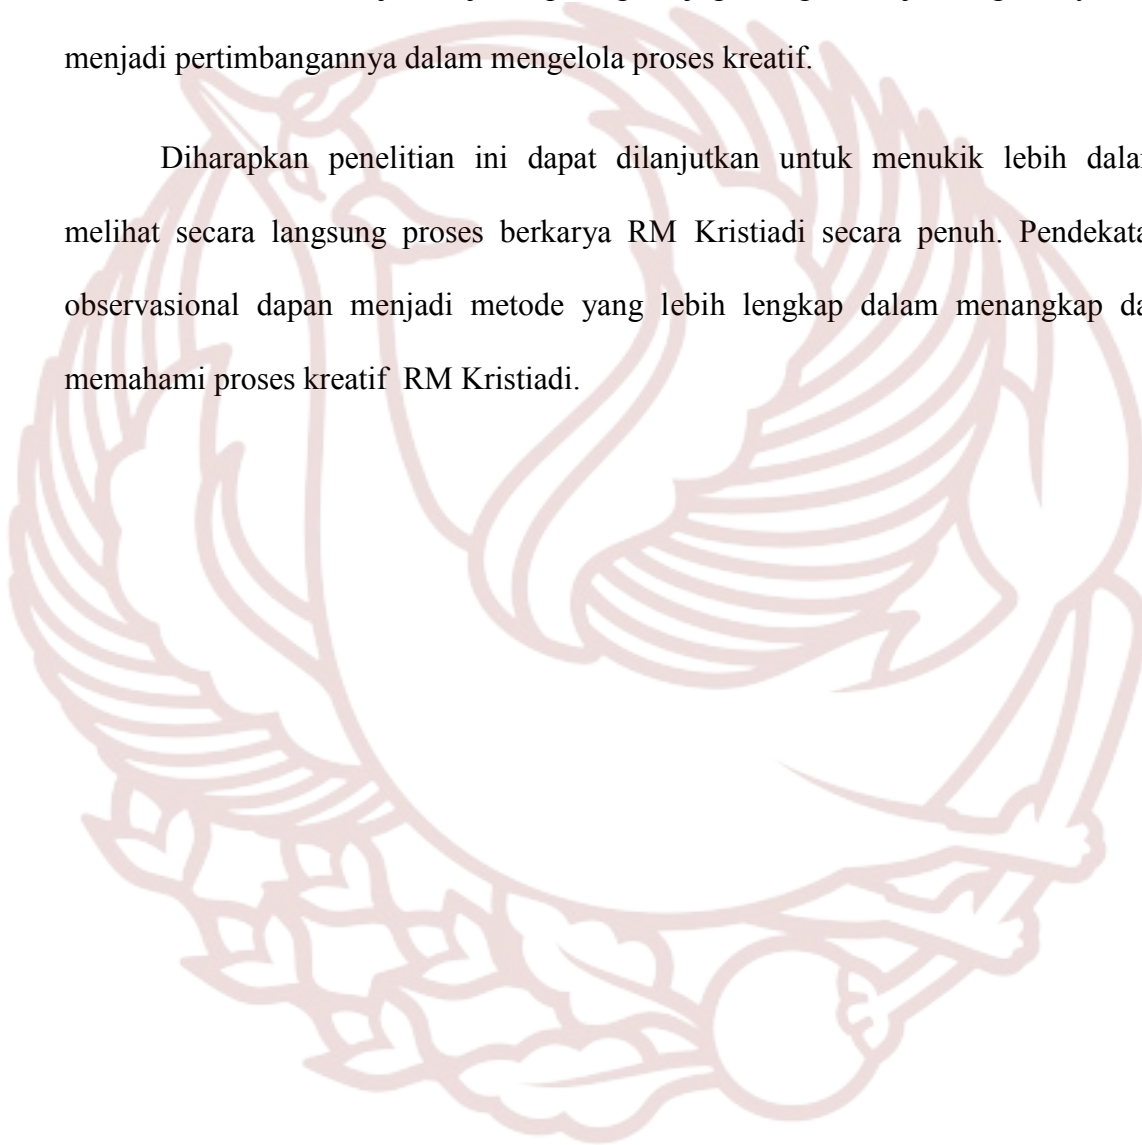 menjadi pertimbangannya dalam mengelola proses kreatif.
Diharapkan penelitian ini dapat dilanjutkan untuk menukik lebih
melihat secara langsung proses berkarya RM Kristiadi secara penuh.
observasional dapan menjadi metode yang lebih lengkap dalam menangkap
memahami proses kreatif RM Kristiadi.